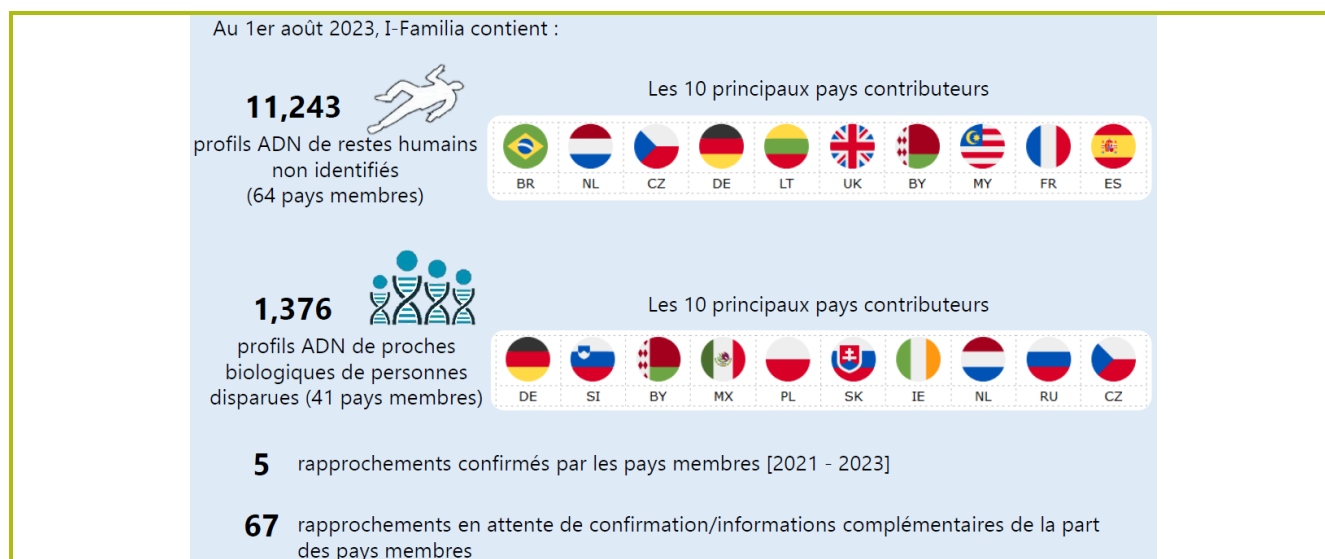 Au 1er août 2023, I-Familia contient :
11,243
profils ADN de restes humains
non identifiés
(64 pays membres)
Les 10 principaux pays contributeurs
BR NL CZ DE LT UK BY MY FR ES
1,376
profils ADN de proches
biologiques de personnes
disparues (41 pays membres)
Les 10 principaux pays contributeurs
DE SI BY MX PL SK IE NL RU CZ
5 rapprochements confirmés par les pays membres [2021 - 2023]
67 rapprochements en attente de confirmation/informations complémentaires de la part
des pays membres